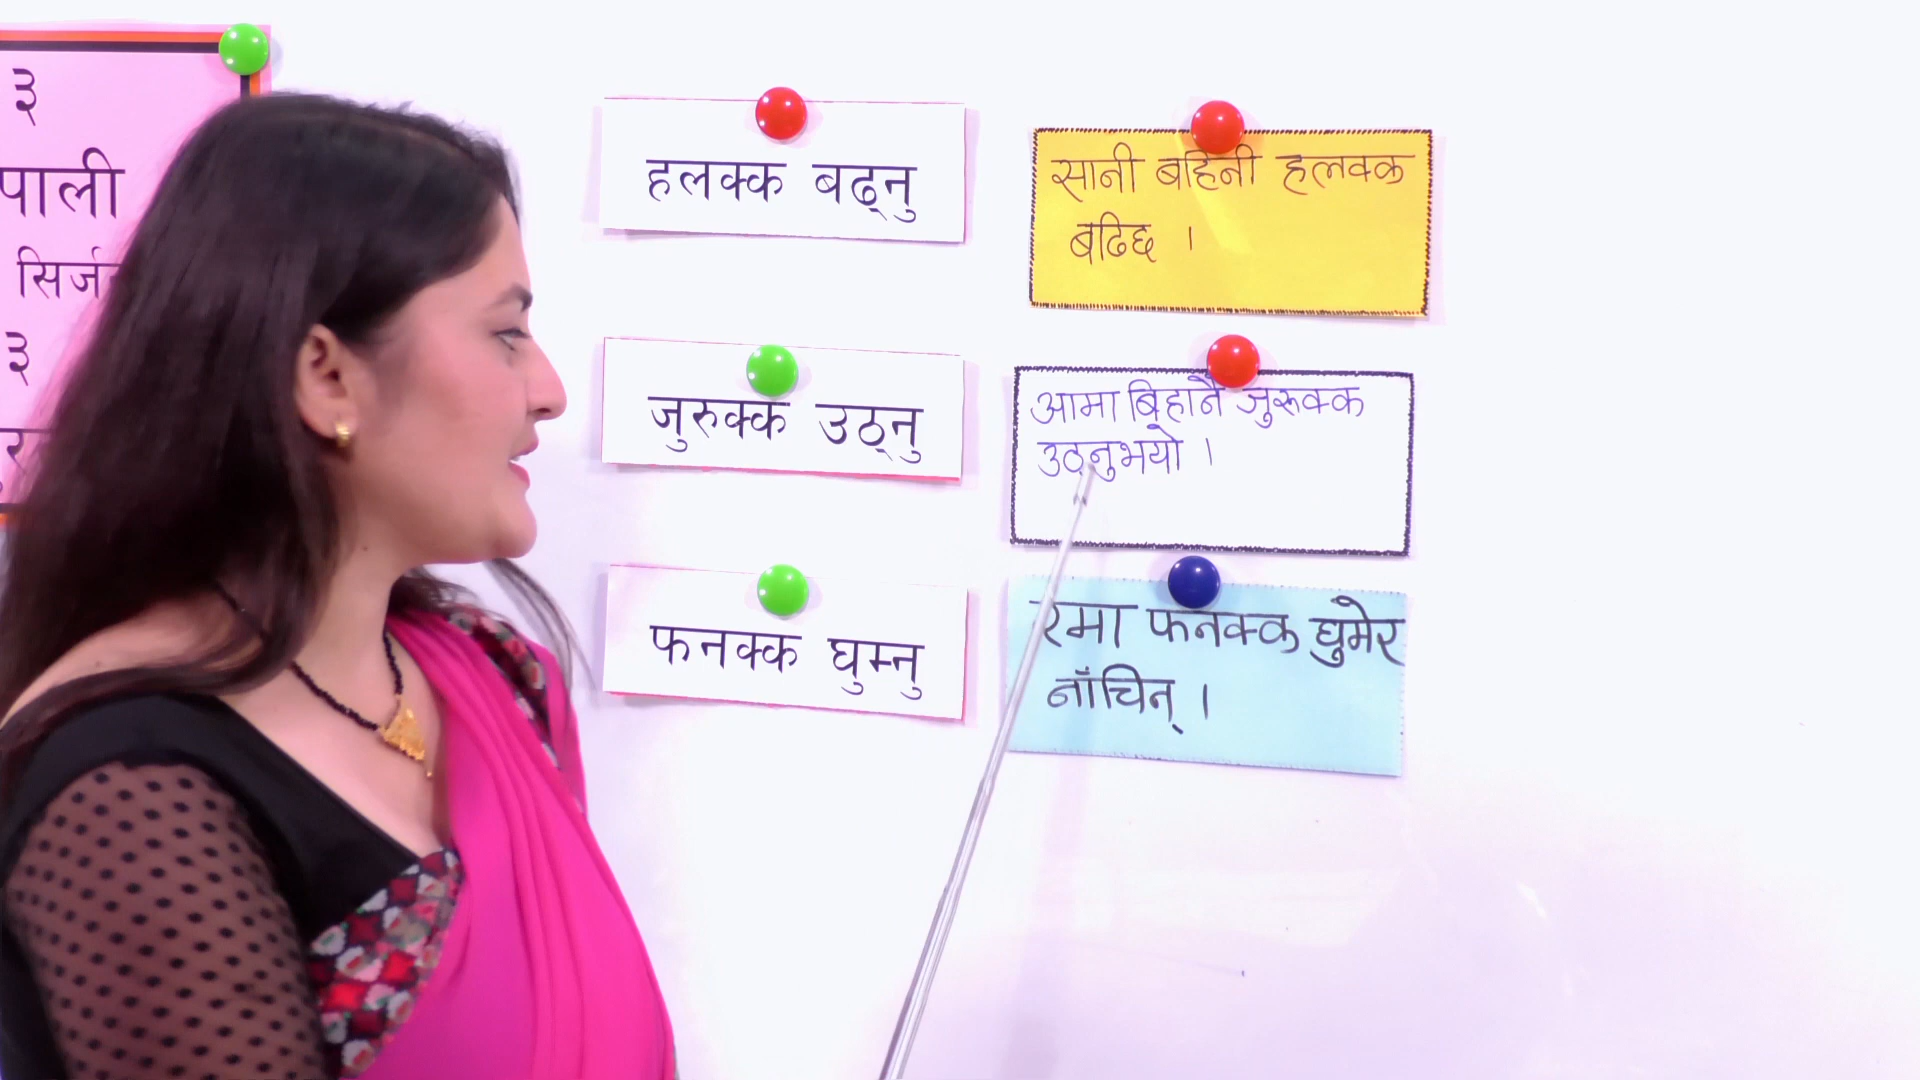 ३
पाली
३
हलक्क बढ्नु
सानी बहिनी हलक्क
बढिछ ।
जुरुक्क उठ्नु
आमा बिहानै जुरूक्क
उठ्नुभयो ।
फनक्क घुम्नु
रमा फनक्क घुमेर
नाँचिन् ।